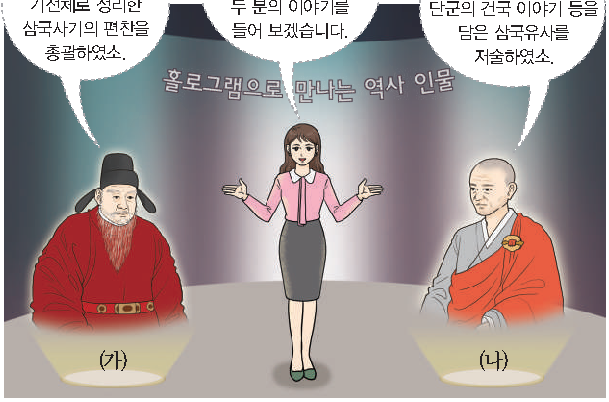 기전체로 정리한
삼국사기의 편찬을
총괄하였소.
두 분의 이야기를
들어 보겠습니다.
단군의 건국 이야기 등을
담은 삼국유사를
저술하였소.
홀로그램으로 만나는 역사 인물
(가)
(나)